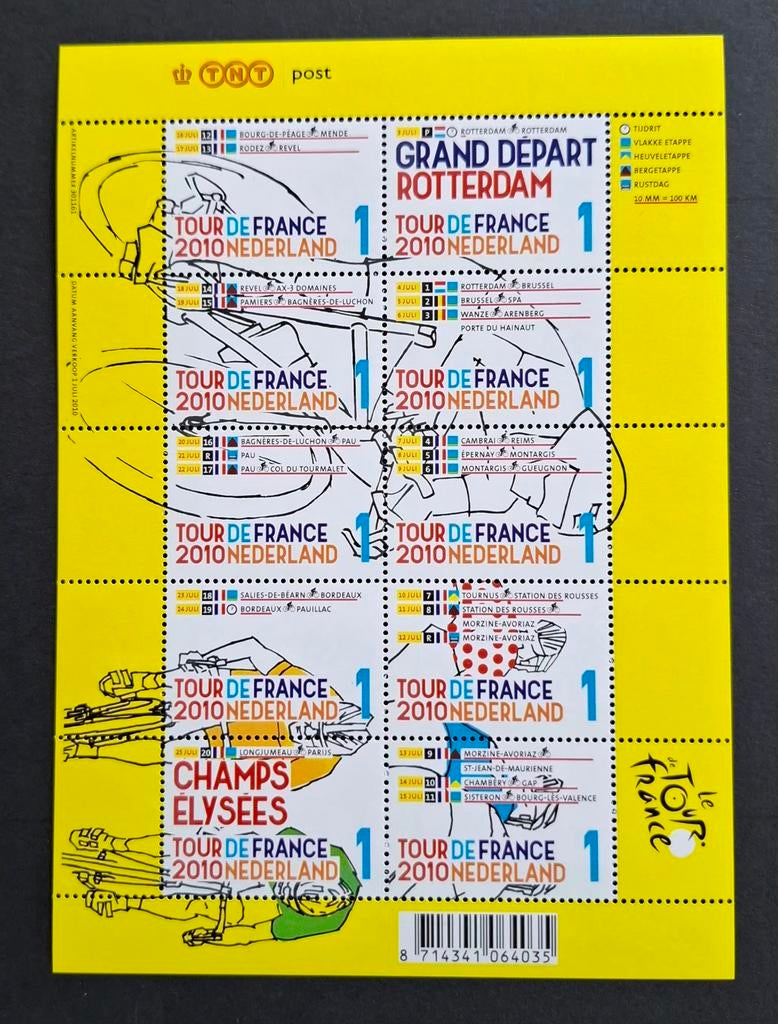 TNT post
ARTIKELNUMMER 301161
DATUM AANVANG VERKOOP 1 JULI 2010
16 JULI 12 BOURG-DE-PÉAGE MENDE
17 JULI 13 RODEZ REVEL
TOUR DE FRANCE 1
2010 NEDERLAND
3 JULI P ROTTERDAM ROTTERDAM
GRAND DÉPART
ROTTERDAM
TOUR DE FRANCE 1
2010 NEDERLAND
TIJDRIT
VLAKKE ETAPPE
HEUVELETAPPE
BERGETAPPE
RUSTDAG
10 MM = 100 KM
18 JULI 14 REVEL AX-3 DOMAINES
19 JULI 15 PAMIERS BAGNÈRES-DE-LUCHON
TOUR DE FRANCE 1
2010 NEDERLAND
4 JULI 1 ROTTERDAM BRUSSEL
5 JULI 2 BRUSSEL SPA
6 JULI 3 WANZE ARENBERG
PORTE DU HAINAUT
TOUR DE FRANCE 1
2010 NEDERLAND
20 JULI 16 BAGNÈRES-DE-LUCHON PAU
21 JULI R PAU
22 JULI 17 PAU COL DU TOURMALET
TOUR DE FRANCE 1
2010 NEDERLAND
7 JULI 4 CAMBRAI REIMS
8 JULI 5 ÉPERNAY MONTARGIS
9 JULI 6 MONTARGIS GUEUGNON
TOUR DE FRANCE 1
2010 NEDERLAND
23 JULI 18 SALIES-DE-BÉARN BORDEAUX
24 JULI 19 BORDEAUX PAUILLAC
TOUR DE FRANCE 1
2010 NEDERLAND
10 JULI 7 TOURNUS STATION DES ROUSSES
11 JULI 8 STATION DES ROUSSES
MORZINE-AVORIAZ
12 JULI R MORZINE-AVORIAZ
TOUR DE FRANCE 1
2010 NEDERLAND
25 JULI 20 LONGJUMEAU PARIJS
CHAMPS
ÉLYSÉES
TOUR DE FRANCE 1
2010 NEDERLAND
13 JULI 9 MORZINE-AVORIAZ
ST-JEAN-DE-MAURIENNE
14 JULI 10 CHAMBÉRY GAP
15 JULI 11 SISTERON BOURG-LÈS-VALENCE
TOUR DE FRANCE 1
2010 NEDERLAND
le
TOUR
de
france
8 714341 064035